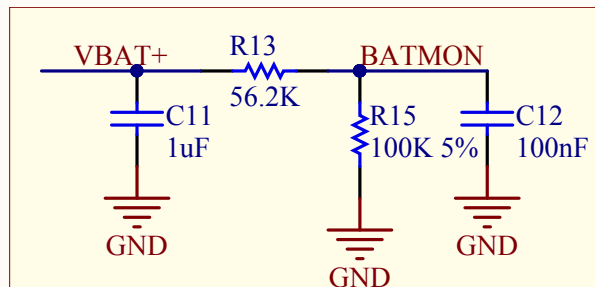 VBAT+
R13
56.2K
BATMON
C11
1uF
R15
100K 5%
C12
100nF
GND
GND
GND